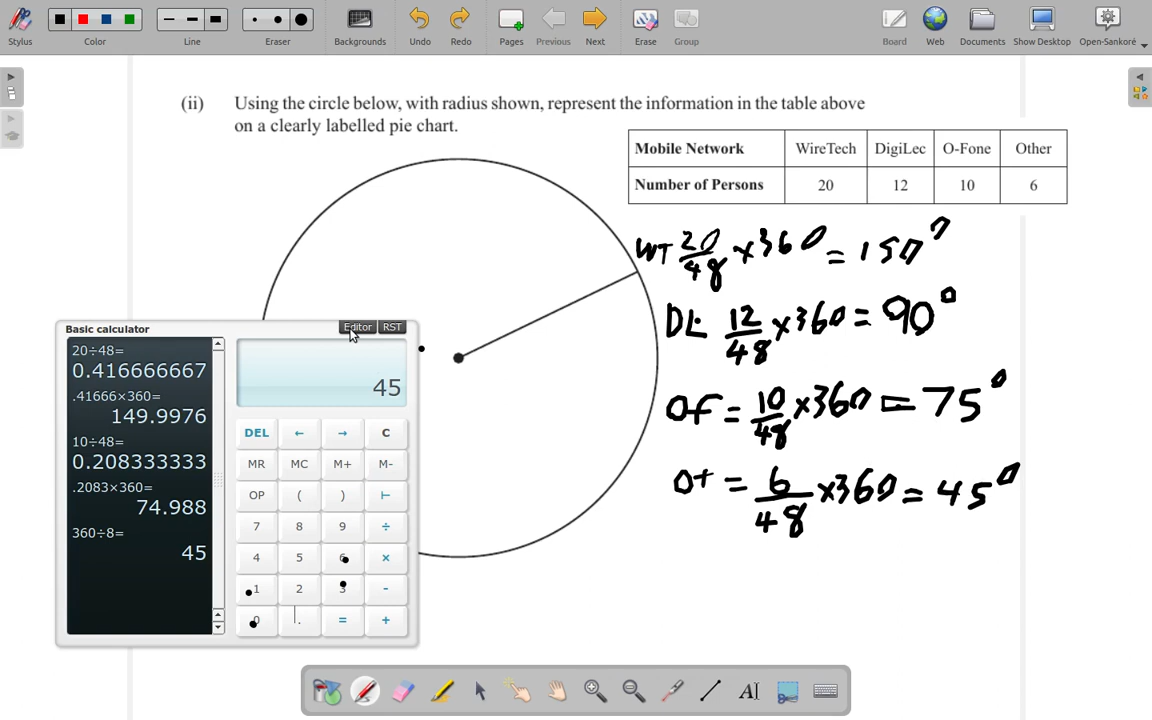 Stylus Color Line Eraser Backgrounds Undo Redo Pages Previous Next Erase Group Board Web Documents Show Desktop Open-Sankoré
(ii) Using the circle below, with radius shown, represent the information in the table above
on a clearly labelled pie chart.
Mobile Network WireTech DigiLec O-Fone Other
Number of Persons 20 12 10 6
WT 20/48 x 360 = 150°
DL 12/48 x 360 = 90°
OF = 10/48 x 360 = 75°
OT = 6/48 x 360 = 45°
Basic calculator Editor RST
20÷48=
0.416666667
.41666×360=
149.9976
10÷48=
0.208333333
.2083×360=
74.988
360÷8=
45
45
DEL ← → C
MR MC M+ M-
OP ( ) ⊢
7 8 9 ÷
4 5 6 ×
1 2 3 -
0 . = +
AI